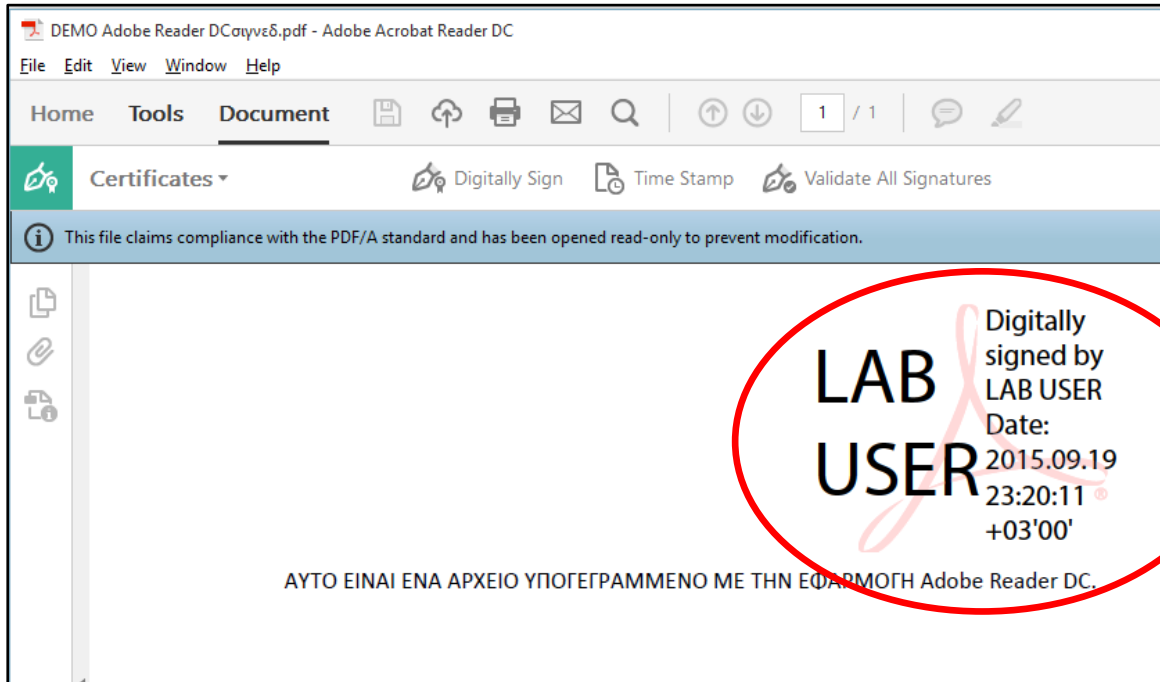 DEMO Adobe Reader DCσιγνεδ.pdf - Adobe Acrobat Reader DC
File Edit View Window Help
Home Tools Document 1 / 1
Certificates Digitally Sign Time Stamp Validate All Signatures
This file claims compliance with the PDF/A standard and has been opened read-only to prevent modification.
LAB
USER
Digitally
signed by
LAB USER
Date:
2015.09.19
23:20:11
+03'00'
ΑΥΤΟ ΕΙΝΑΙ ΕΝΑ ΑΡΧΕΙΟ ΥΠΟΓΕΓΡΑΜΜΕΝΟ ΜΕ ΤΗΝ ΕΦΑΡΜΟΓΗ Adobe Reader DC.